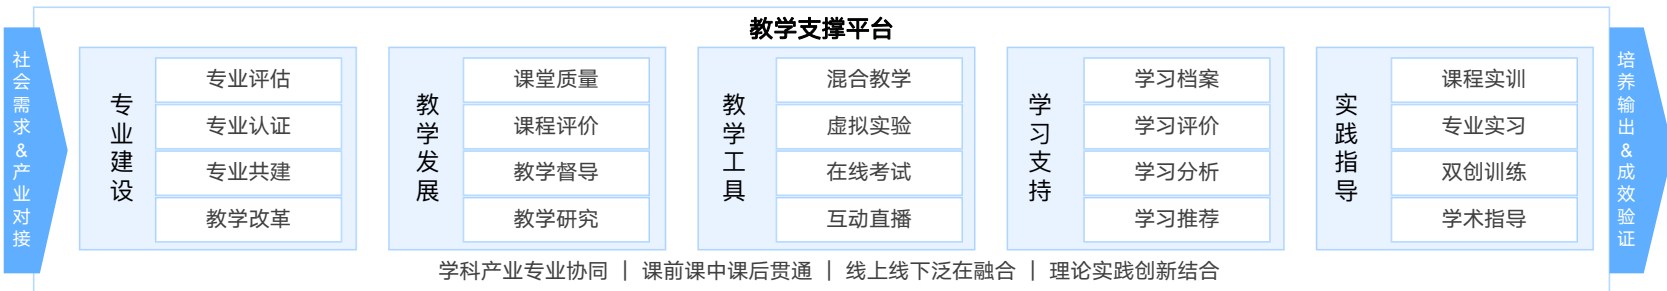 教学支撑平台
社会需求&产业对接
专业建设
专业评估
专业认证
专业共建
教学改革
教学发展
课堂质量
课程评价
教学督导
教学研究
教学工具
混合教学
虚拟实验
在线考试
互动直播
学习支持
学习档案
学习评价
学习分析
学习推荐
实践指导
课程实训
专业实习
双创训练
学术指导
培养输出&成效验证
学科产业专业协同 | 课前课中课后贯通 | 线上线下泛在融合 | 理论实践创新结合